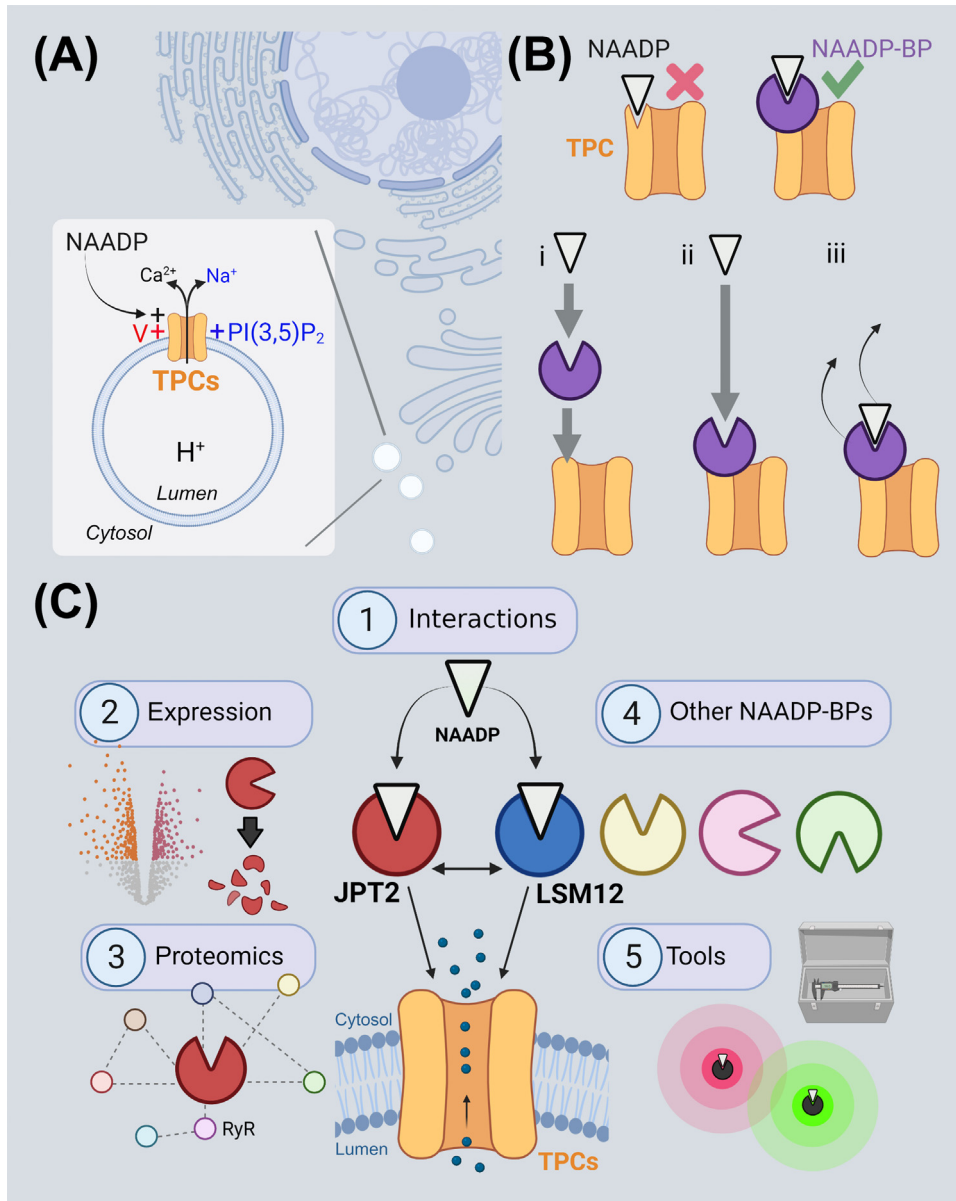 (A)
NAADP
Ca²⁺
Na⁺
+
V+
+PI(3,5)P₂
TPCs
H⁺
Lumen
Cytosol
(B)
NAADP
NAADP-BP
TPC
i
ii
iii
(C)
1 Interactions
NAADP
JPT2
LSM12
2 Expression
3 Proteomics
RyR
4 Other NAADP-BPs
5 Tools
Cytosol
Lumen
TPCs